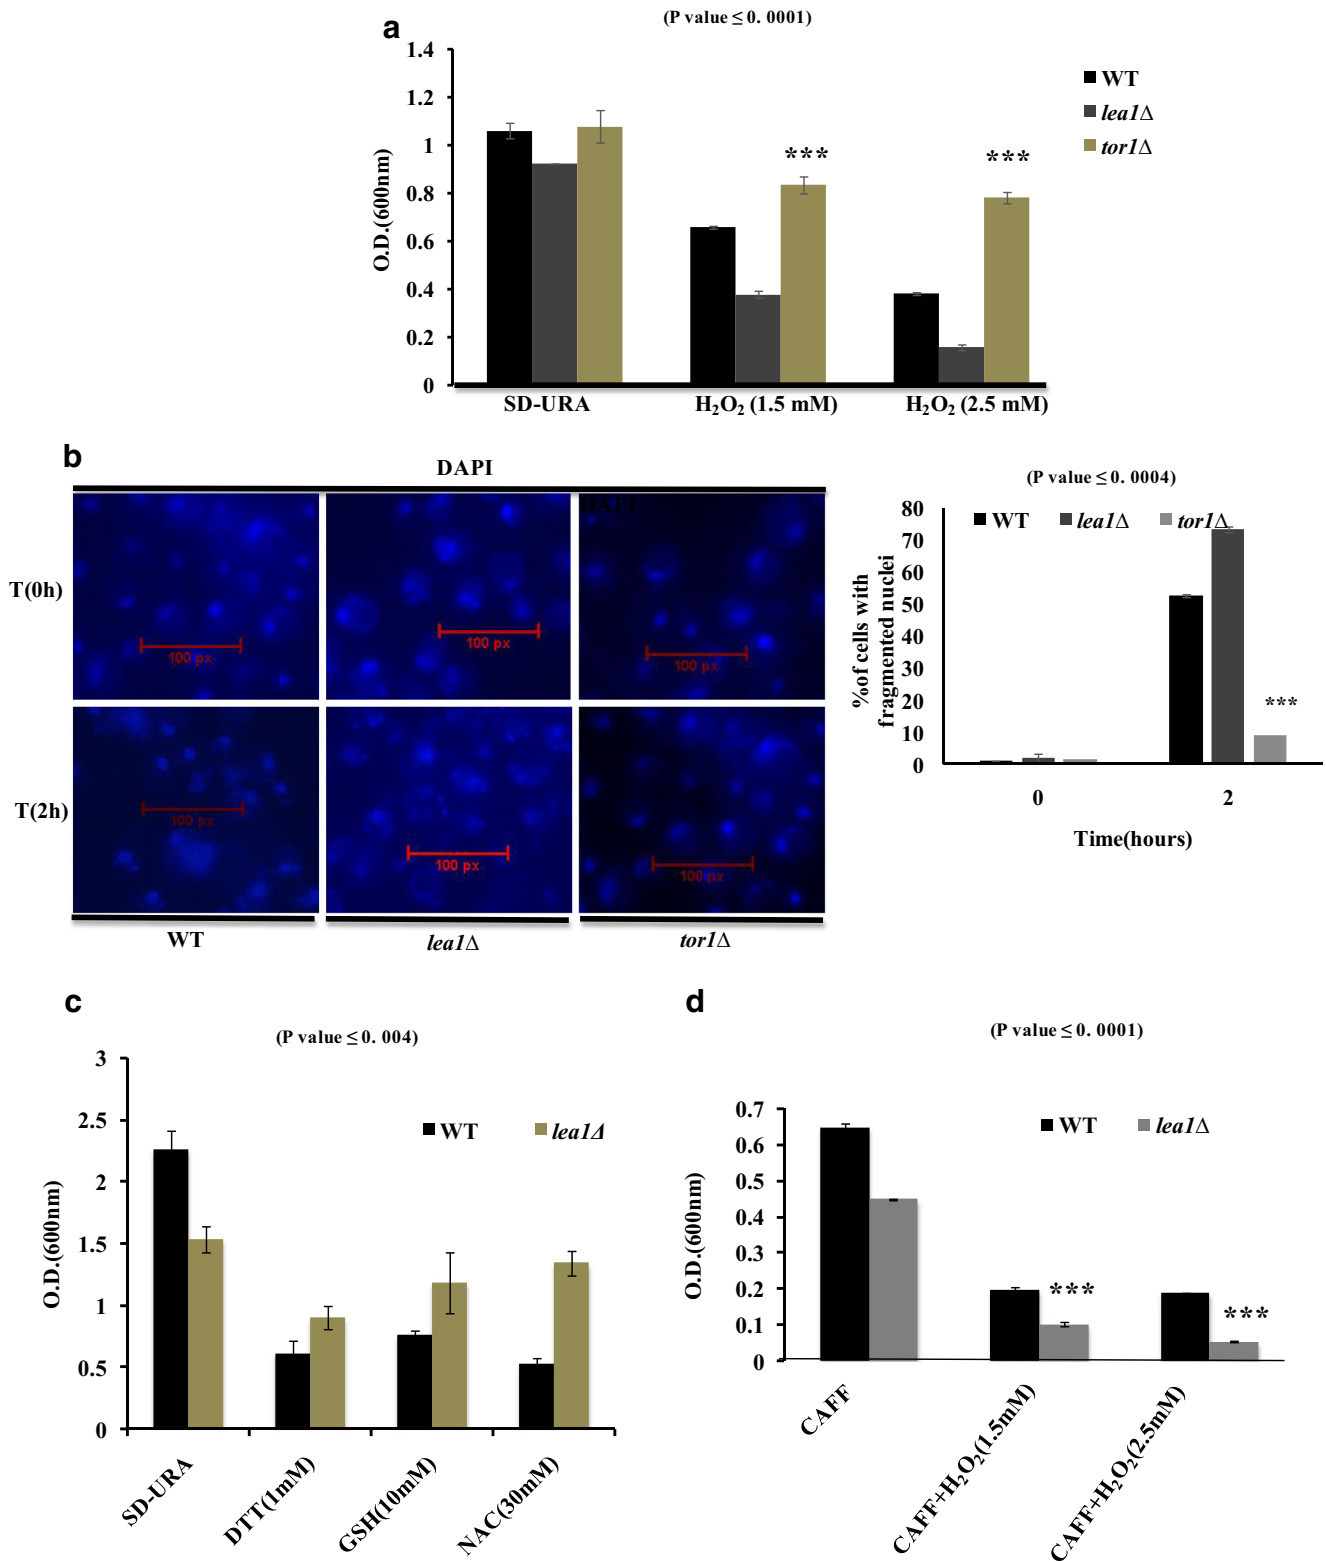 a
(P value ≤ 0. 0001)
1.4
1.2
1
0.8
0.6
0.4
0.2
0
O.D.(600nm)
***
***
WT
lea1Δ
tor1Δ
SD-URA
H₂O₂ (1.5 mM)
H₂O₂ (2.5 mM)
b
DAPI
DAPI
T(0h)
100 px
100 px
100 px
T(2h)
100 px
100 px
100 px
WT
lea1Δ
tor1Δ
(P value ≤ 0. 0004)
WT
lea1Δ
tor1Δ
80
70
60
50
40
30
20
10
0
%of cells with
fragmented nuclei
***
0
2
Time(hours)
c
(P value ≤ 0. 004)
3
2.5
2
1.5
1
0.5
0
O.D.(600nm)
WT
lea1Δ
SD-URA
DTT(1mM)
GSH(10mM)
NAC(30mM)
d
(P value ≤ 0. 0001)
0.7
0.6
0.5
0.4
0.3
0.2
0.1
0
O.D.(600nm)
WT
lea1Δ
***
***
CAFF
CAFF+H₂O₂(1.5mM)
CAFF+H₂O₂(2.5mM)